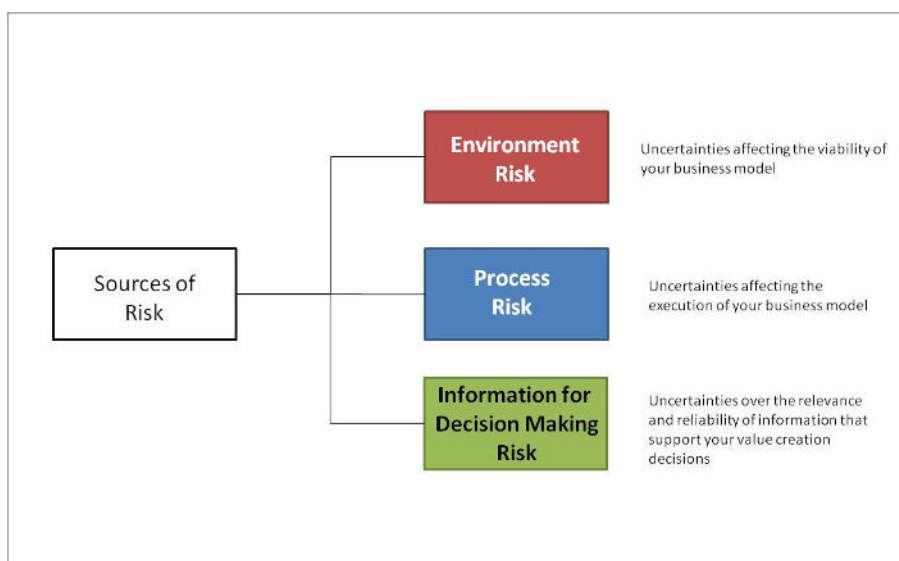 Environment
Risk
Uncertainties affecting the viability of
your business model
Sources of
Risk
Process
Risk
Uncertainties affecting the
execution of your business model
Information for
Decision Making
Risk
Uncertainties over the relevance
and reliability of information that
support your value creation
decisions